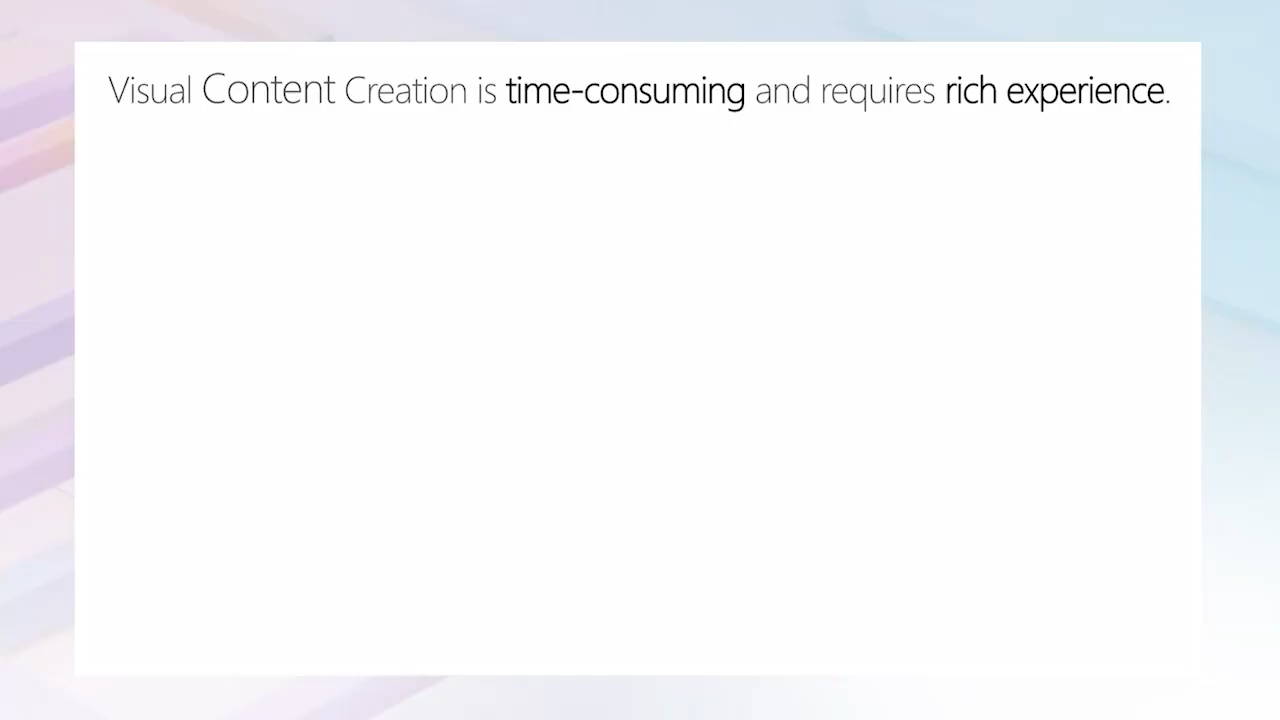 Visual Content Creation is time-consuming and requires rich experience.